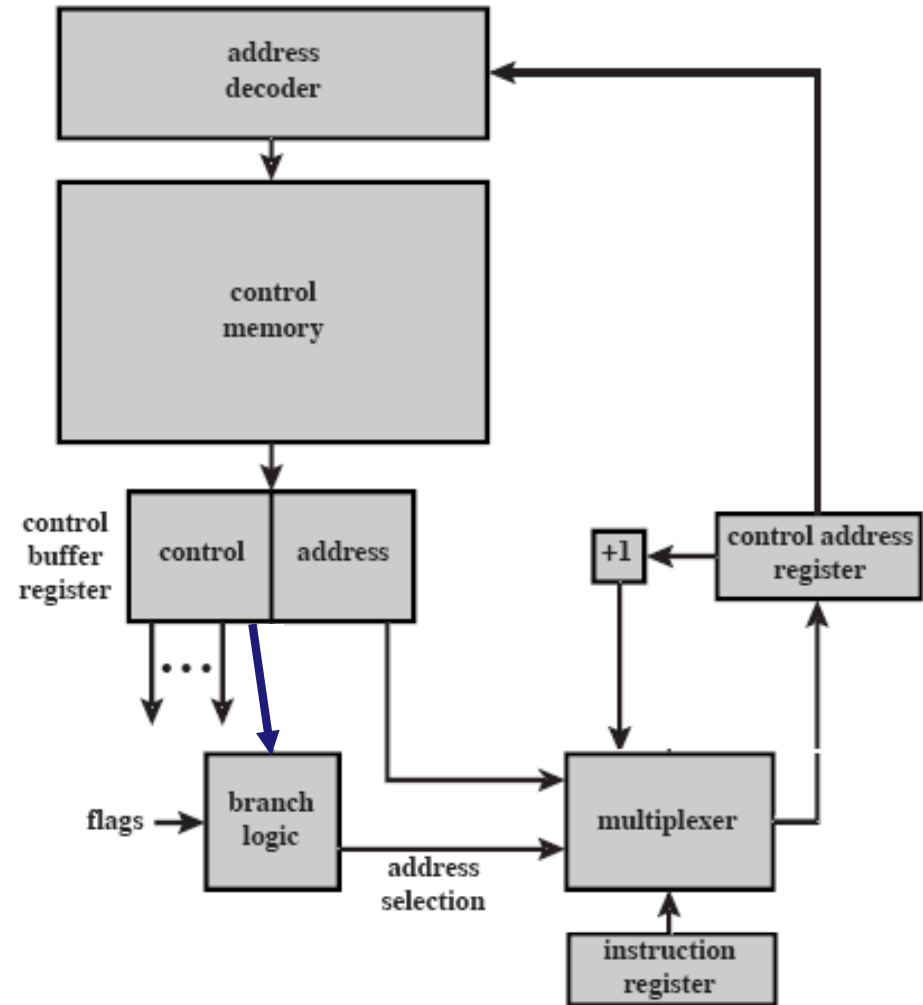 address
decoder
control
memory
control
buffer
register
control
address
+1
control address
register
flags
branch
logic
address
selection
multiplexer
instruction
register